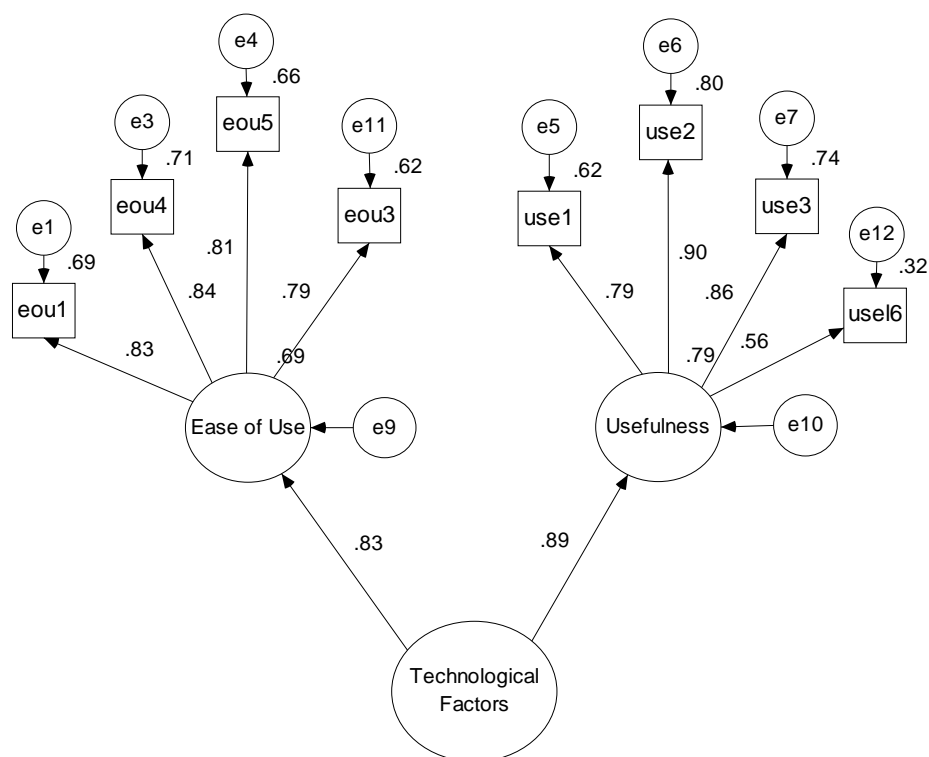 e4
.66
eou5
e6
.80
use2
e3
.71
eou4
e11
.62
eou3
e5
.62
use1
e7
.74
use3
e1
.69
eou1
e12
.32
usel6
.83
.84
.81
.79
.69
.79
.90
.86
.79
.56
Ease of Use
e9
Usefulness
e10
.83
.89
Technological
Factors